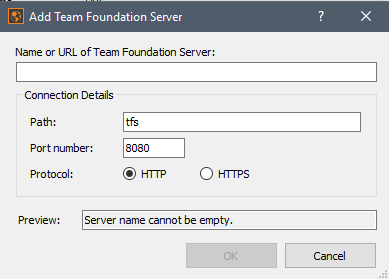 Add Team Foundation Server ? ×
Name or URL of Team Foundation Server:
Connection Details
Path: tfs
Port number: 8080
Protocol: HTTP HTTPS
Preview: Server name cannot be empty.
OK Cancel